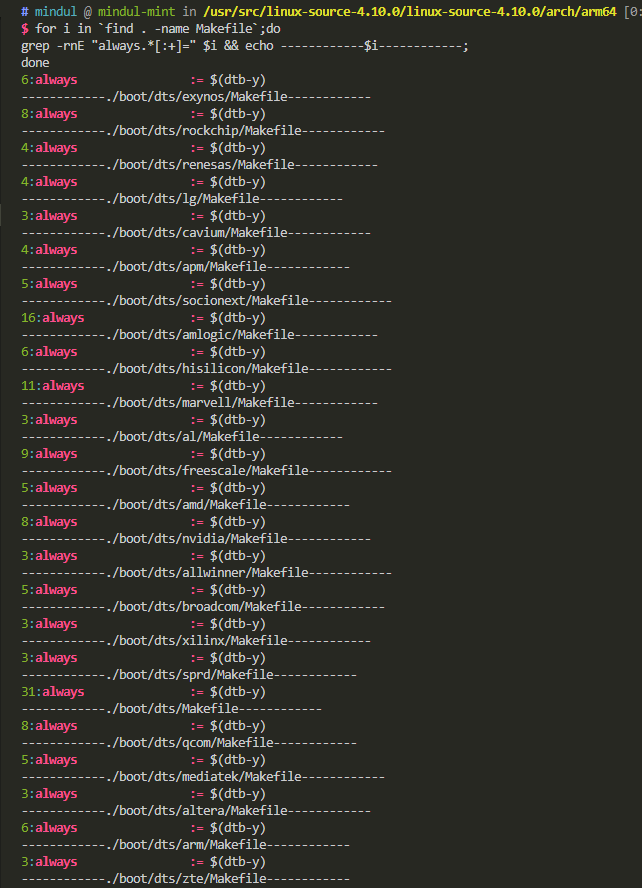 # mindul @ mindul-mint in /usr/src/linux-source-4.10.0/linux-source-4.10.0/arch/arm64 [0:
$ for i in `find . -name Makefile`;do
grep -rnE "always.*[:+]=" $i && echo ------------$i------------;
done
6:always                := $(dtb-y)
------------./boot/dts/exynos/Makefile------------
8:always                := $(dtb-y)
------------./boot/dts/rockchip/Makefile------------
4:always                := $(dtb-y)
------------./boot/dts/renesas/Makefile------------
4:always                := $(dtb-y)
------------./boot/dts/lg/Makefile------------
3:always                := $(dtb-y)
------------./boot/dts/cavium/Makefile------------
4:always                := $(dtb-y)
------------./boot/dts/apm/Makefile------------
5:always                := $(dtb-y)
------------./boot/dts/socionext/Makefile------------
16:always               := $(dtb-y)
------------./boot/dts/amlogic/Makefile------------
6:always                := $(dtb-y)
------------./boot/dts/hisilicon/Makefile------------
11:always               := $(dtb-y)
------------./boot/dts/marvell/Makefile------------
3:always                := $(dtb-y)
------------./boot/dts/al/Makefile------------
9:always                := $(dtb-y)
------------./boot/dts/freescale/Makefile------------
5:always                := $(dtb-y)
------------./boot/dts/amd/Makefile------------
8:always                := $(dtb-y)
------------./boot/dts/nvidia/Makefile------------
3:always                := $(dtb-y)
------------./boot/dts/allwinner/Makefile------------
5:always                := $(dtb-y)
------------./boot/dts/broadcom/Makefile------------
3:always                := $(dtb-y)
------------./boot/dts/xilinx/Makefile------------
3:always                := $(dtb-y)
------------./boot/dts/sprd/Makefile------------
31:always               := $(dtb-y)
------------./boot/dts/Makefile------------
8:always                := $(dtb-y)
------------./boot/dts/qcom/Makefile------------
5:always                := $(dtb-y)
------------./boot/dts/mediatek/Makefile------------
3:always                := $(dtb-y)
------------./boot/dts/altera/Makefile------------
6:always                := $(dtb-y)
------------./boot/dts/arm/Makefile------------
3:always                := $(dtb-y)
------------./boot/dts/zte/Makefile------------